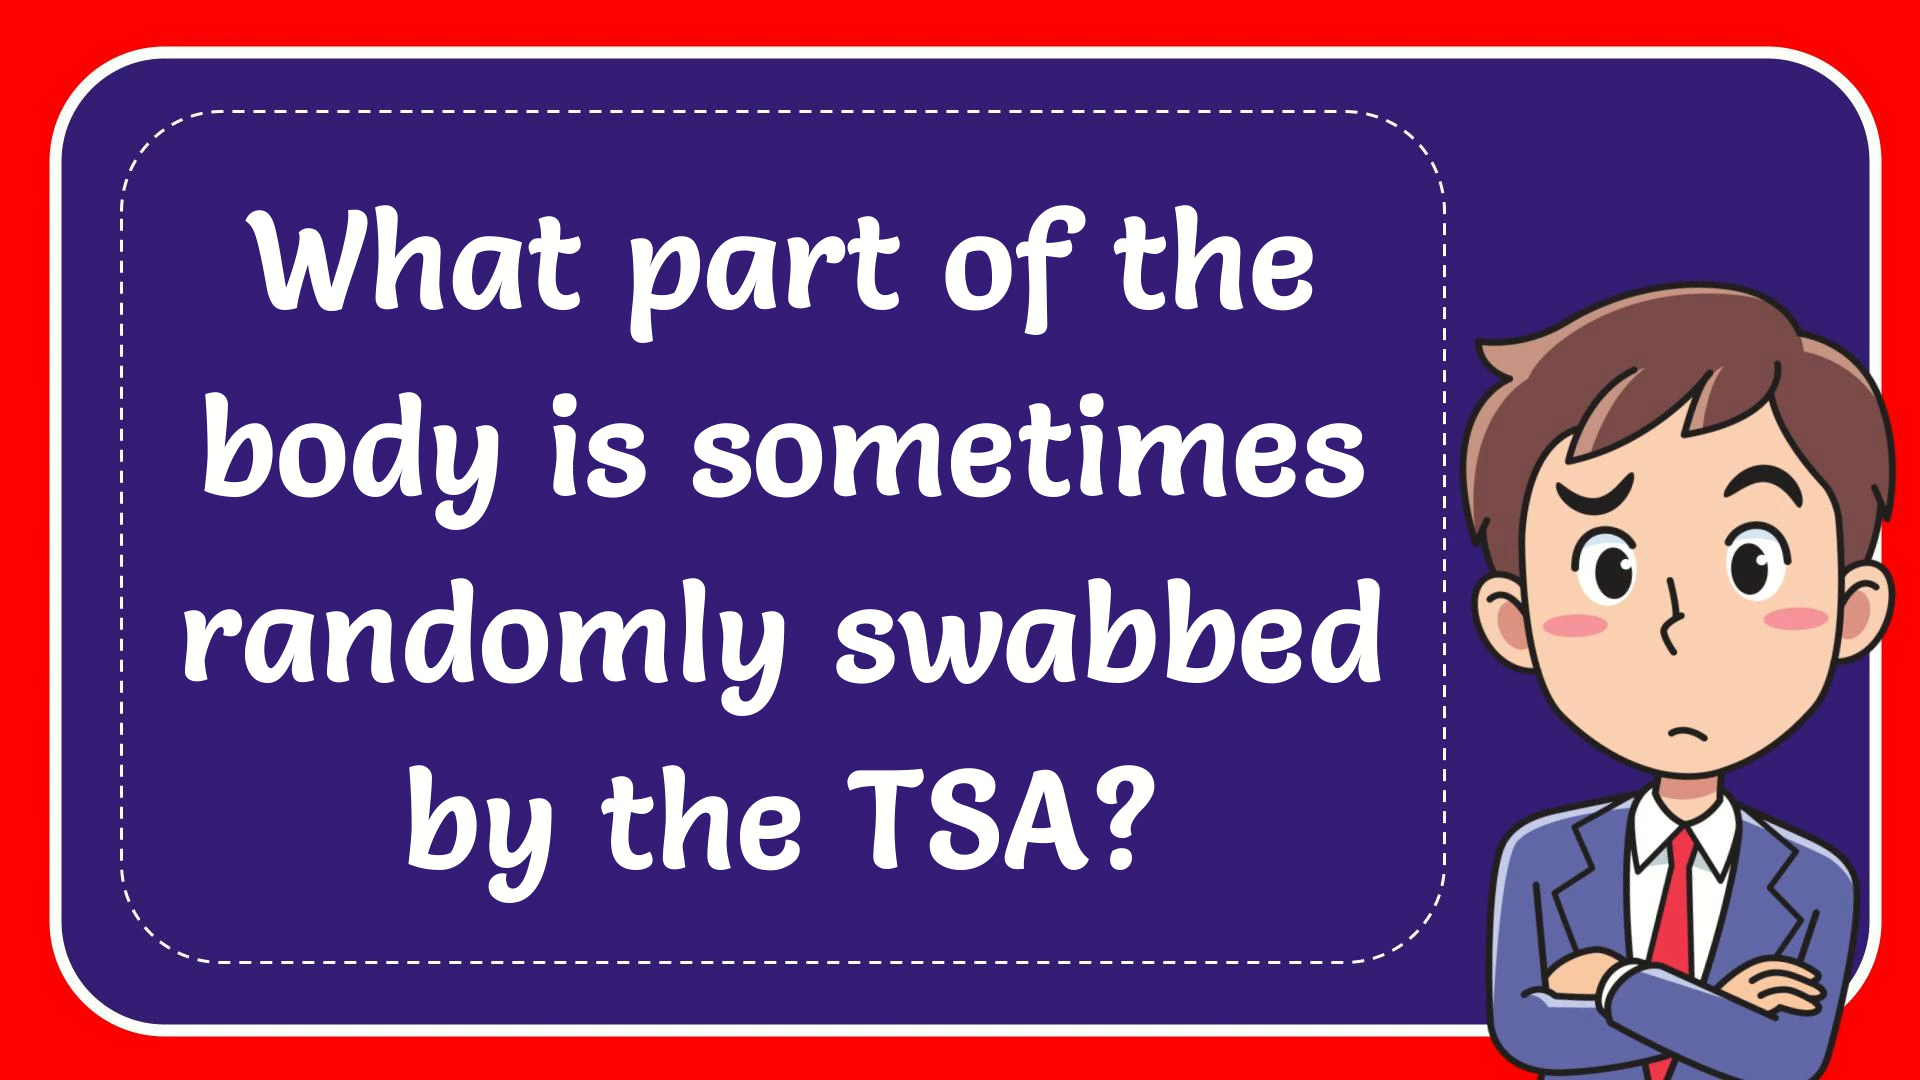 What part of the
body is sometimes
randomly swabbed
by the TSA?